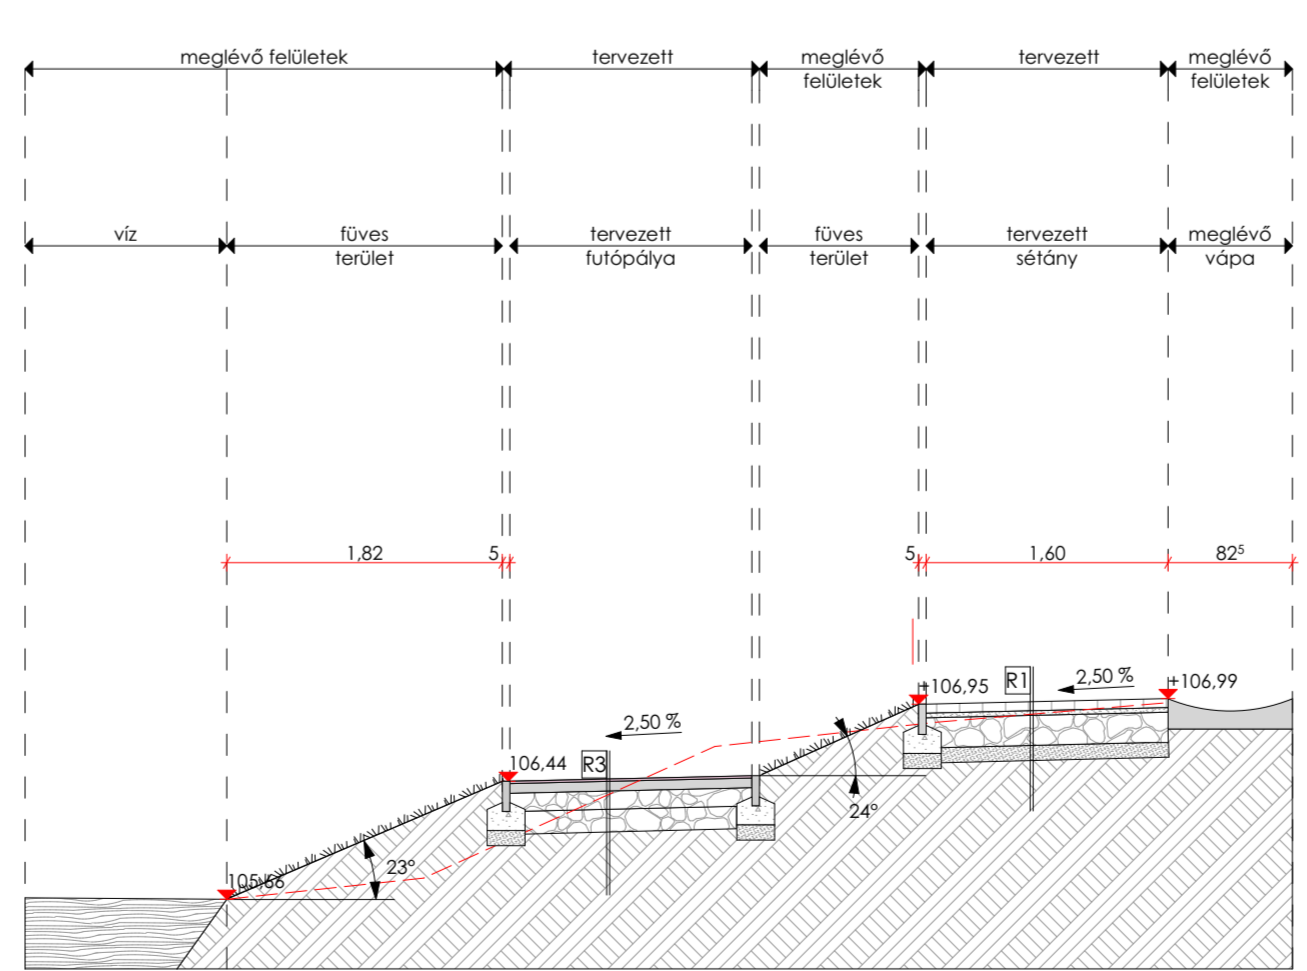 meglévő felületek
tervezett
meglévő
felületek
tervezett
meglévő
felületek
víz
füves
terület
tervezett
futópálya
füves
terület
tervezett
sétány
meglévő
vápa
1,82
5
5
1,60
82⁵
+106,95
R1
2,50 %
+106,99
2,50 %
106,44
R3
24°
23°
105,66